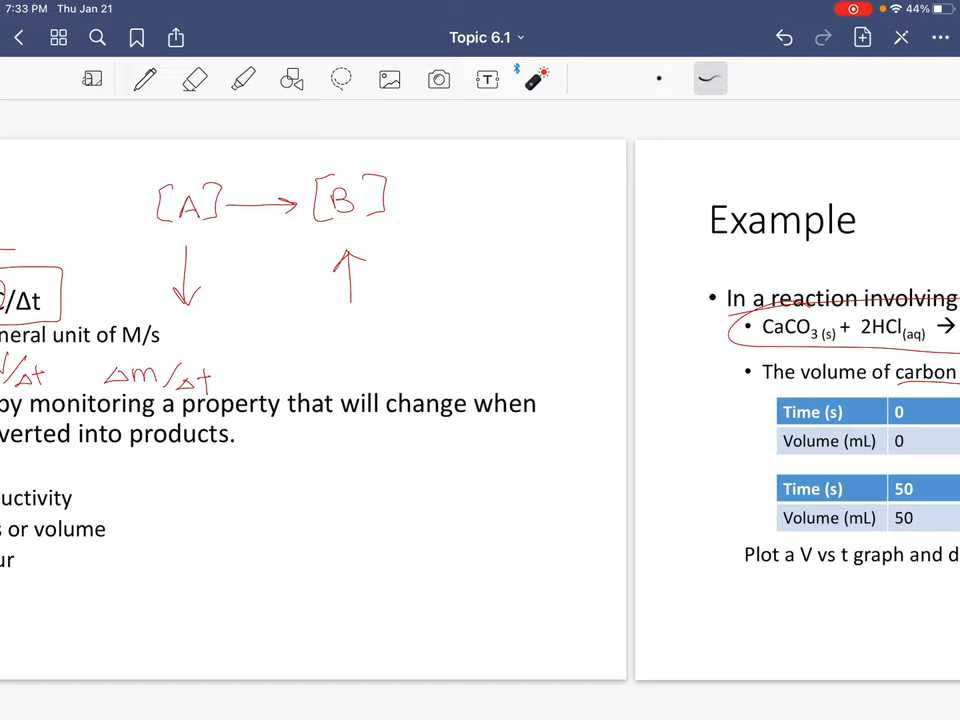 7:33 PM Thu Jan 21
44%
Topic 6.1
T
[A] → [B]
/Δt
neral unit of M/s
/Δt Δm/Δt
by monitoring a property that will change when
verted into products.
uctivity
s or volume
ur
Example
• In a reaction involving
• CaCO3 (s) + 2HCl(aq) →
• The volume of carbon
Time (s) 0
Volume (mL) 0
Time (s) 50
Volume (mL) 50
Plot a V vs t graph and d